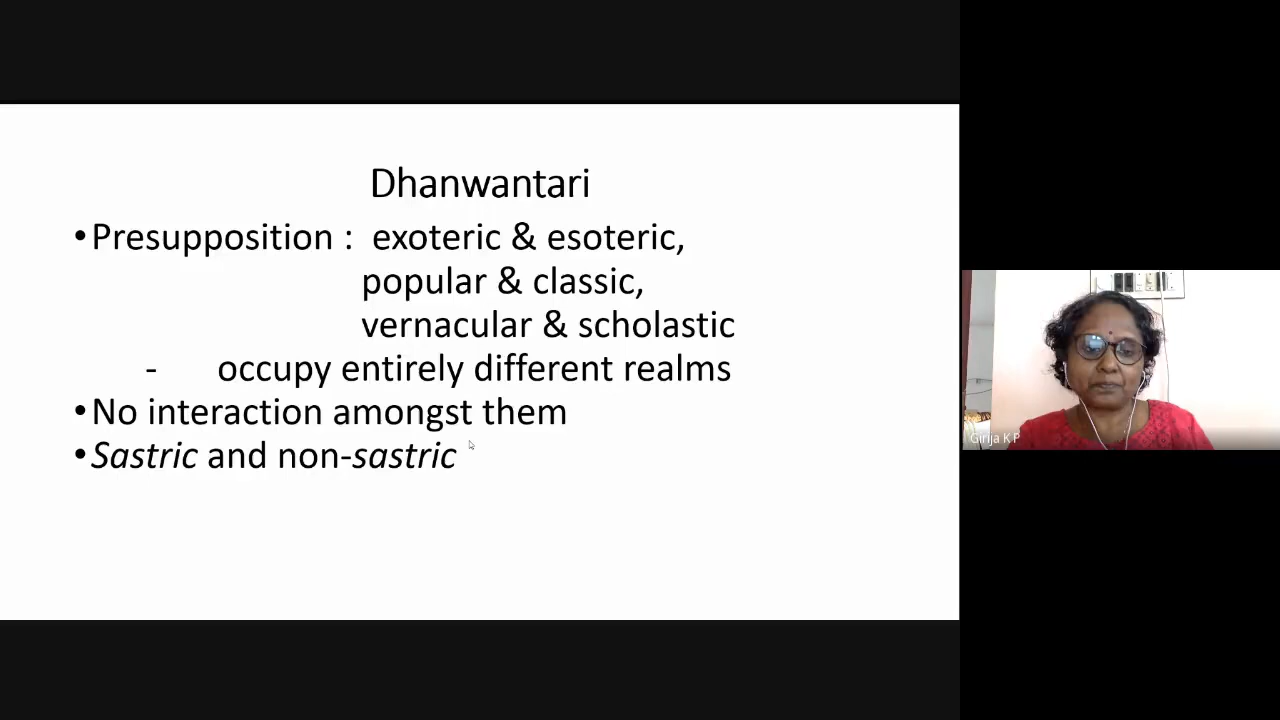 Dhanwantari
•Presupposition : exoteric & esoteric,
popular & classic,
vernacular & scholastic
- occupy entirely different realms
•No interaction amongst them
•Sastric and non-sastric
Girija K P